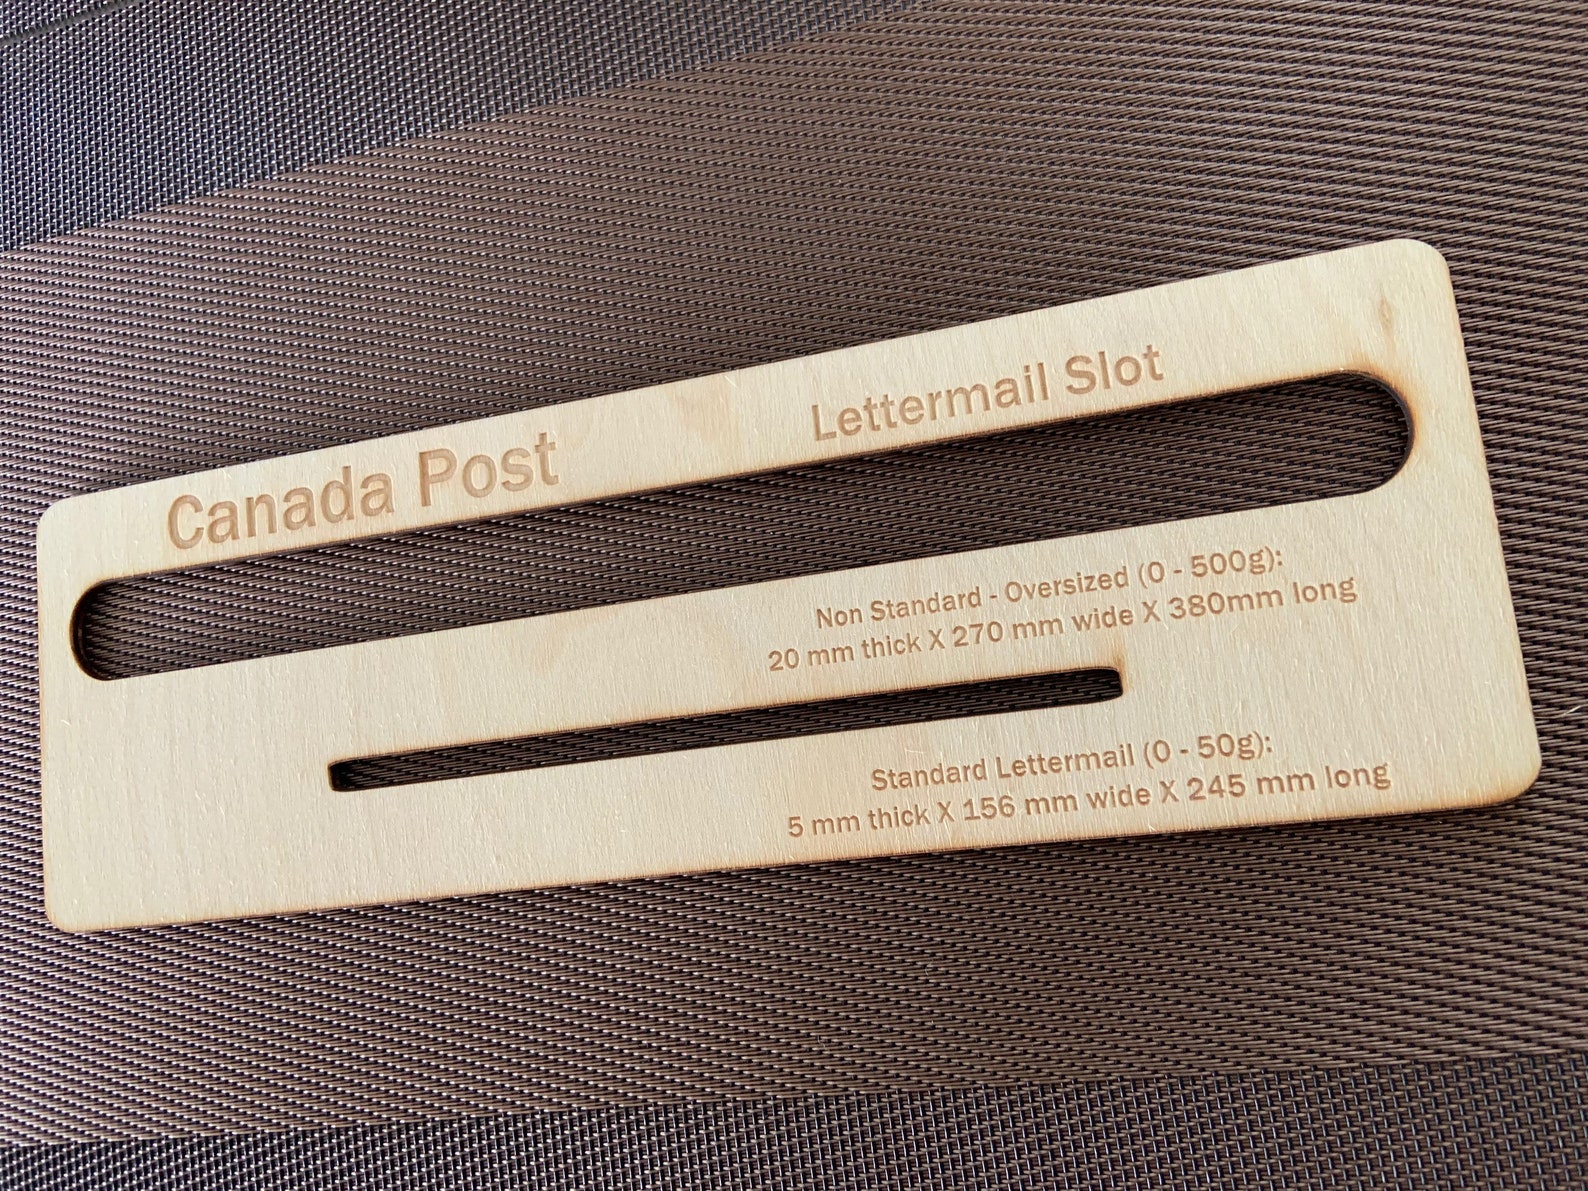 Canada Post
Lettermail Slot
Non Standard - Oversized (0 - 500g):
20 mm thick X 270 mm wide X 380mm long
Standard Lettermail (0 - 50g):
5 mm thick X 156 mm wide X 245 mm long